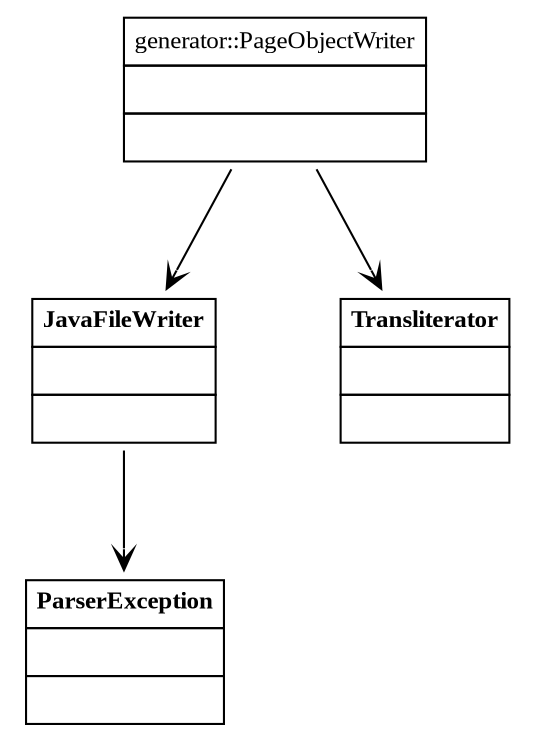 generator::PageObjectWriter
JavaFileWriter
Transliterator
ParserException